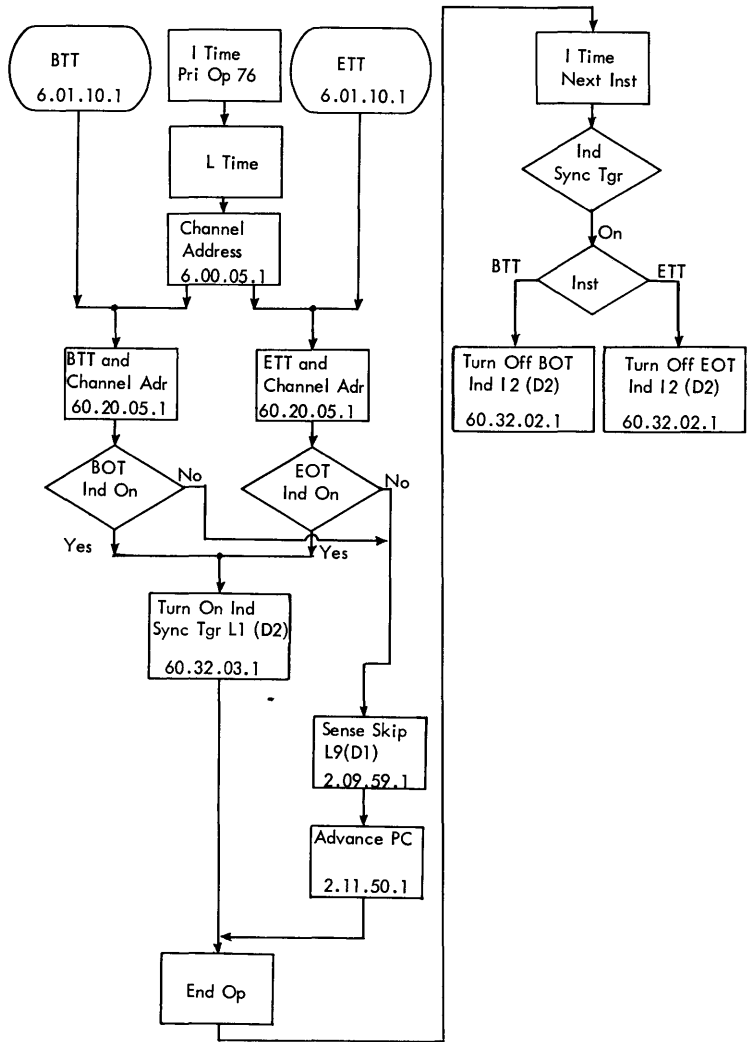 BTT
6.01.10.1
I Time
Pri Op 76
ETT
6.01.10.1
L Time
Channel
Address
6.00.05.1
BTT and
Channel Adr
60.20.05.1
ETT and
Channel Adr
60.20.05.1
BOT
Ind On
No
Yes
EOT
Ind On
No
Yes
Turn On Ind
Sync Tgr L1 (D2)
60.32.03.1
Sense Skip
L9(D1)
2.09.59.1
Advance PC
2.11.50.1
End Op
I Time
Next Inst
Ind
Sync Tgr
On
BTT
Inst
ETT
Turn Off BOT
Ind I2 (D2)
60.32.02.1
Turn Off EOT
Ind I2 (D2)
60.32.02.1